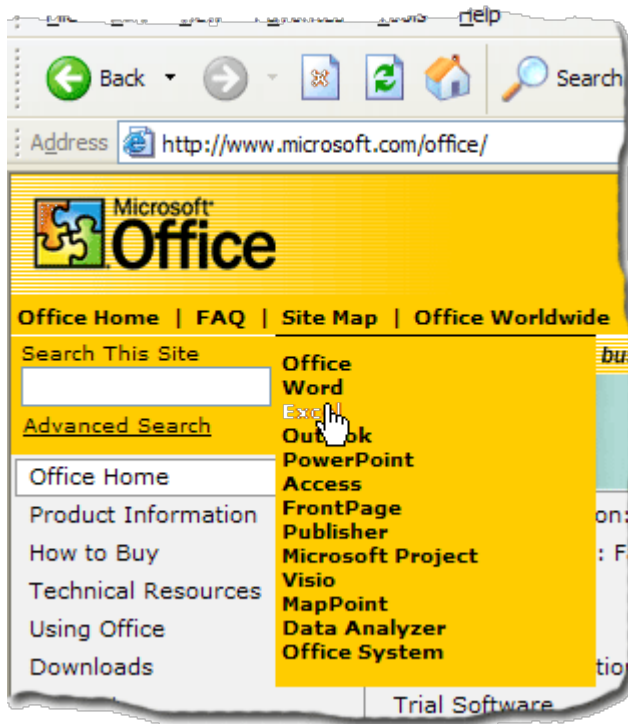 Help
Back
Search
Address http://www.microsoft.com/office/
Microsoft
Office
Office Home | FAQ | Site Map | Office Worldwide
Search This Site
Advanced Search
Office
Word
Excel
Outlook
PowerPoint
Access
FrontPage
Publisher
Microsoft Project
Visio
MapPoint
Data Analyzer
Office System
Office Home
Product Information
How to Buy
Technical Resources
Using Office
Downloads
Trial Software